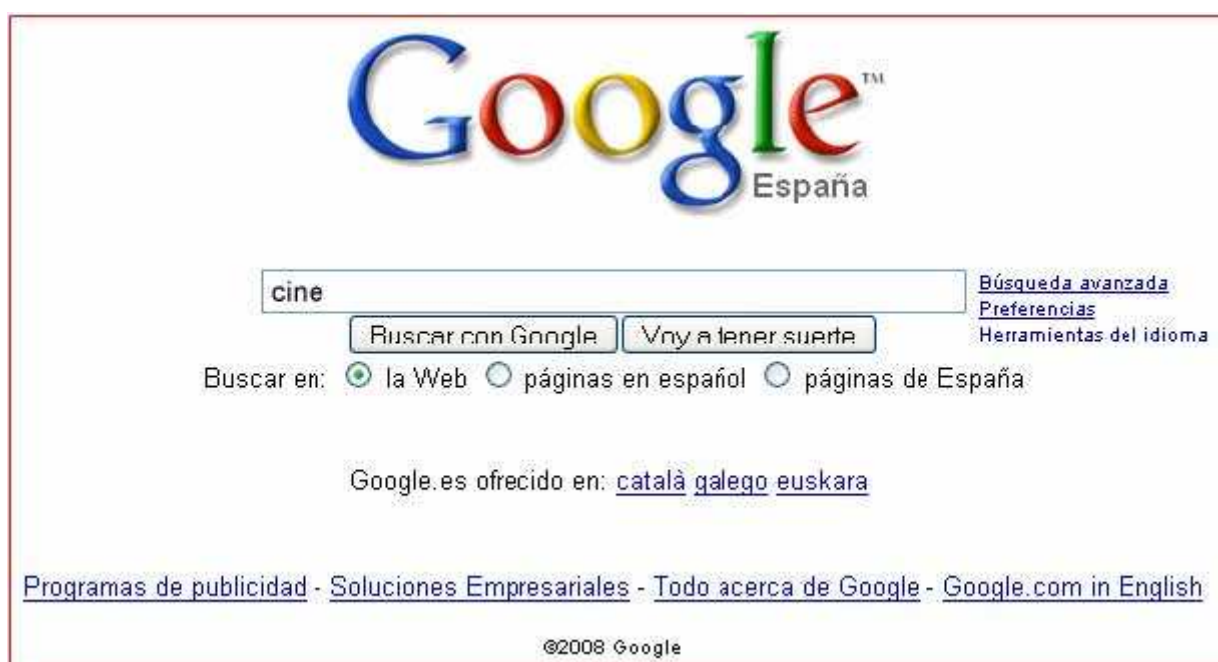 Google™
España
cine
Búsqueda avanzada
Preferencias
Herramientas del idioma
Buscar con Google Voy a tener suerte
Buscar en: la Web páginas en español páginas de España
Google.es ofrecido en: català galego euskara
Programas de publicidad - Soluciones Empresariales - Todo acerca de Google - Google.com in English
©2008 Google